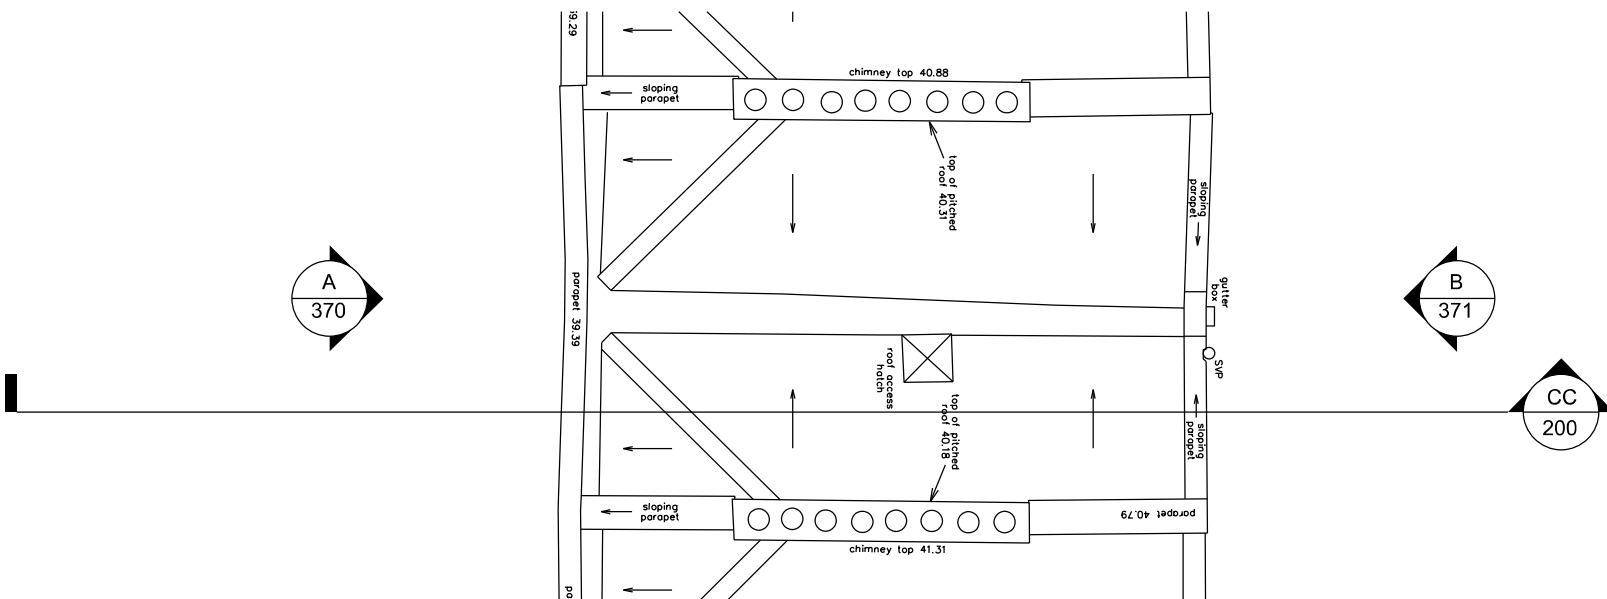 39.29
chimney top 40.88
sloping
parapet
top of pitched
roof 40.31
sloping
parapet
A
370
parapet 39.39
gutter
box
B
371
SVP
roof access
hatch
top of pitched
roof 40.18
sloping
parapet
CC
200
sloping
parapet
parapet 40.79
chimney top 41.31